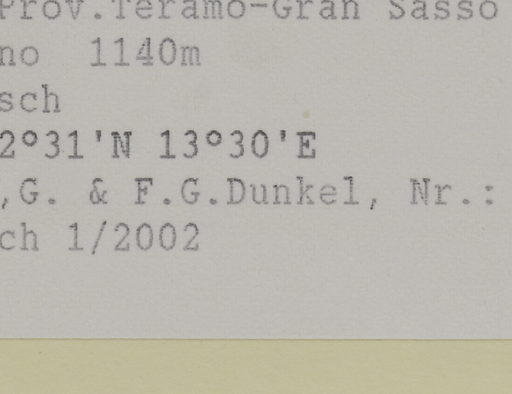 Prov.Teramo-Gran Sasso
no 1140m
sch
2°31'N 13°30'E
,G. & F.G.Dunkel, Nr.:
ch 1/2002